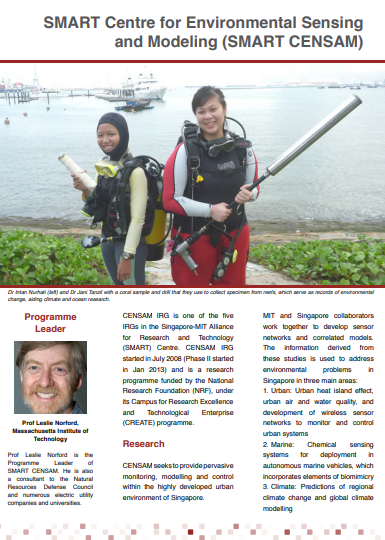 SMART Centre for Environmental Sensing
and Modeling (SMART CENSAM)
Dr Intan Nurhati (left) and Dr Jani Tanzil with a coral sample and drill that they use to collect specimen from reefs, which serve as records of environmental
change, aiding climate and ocean research.
Programme
Leader
Prof Leslie Norford,
Massachusetts Institute of
Technology
Prof Leslie Norford is the
Programme Leader of
SMART CENSAM. He is also
a consultant to the Natural
Resources Defense Council
and numerous electric utility
companies and universities.
CENSAM IRG is one of the five
IRGs in the Singapore-MIT Alliance
for Research and Technology
(SMART) Centre. CENSAM IRG
started in July 2008 (Phase II started
in Jan 2013) and is a research
programme funded by the National
Research Foundation (NRF), under
its Campus for Research Excellence
and Technological Enterprise
(CREATE) programme.
Research
CENSAM seeks to provide pervasive
monitoring, modelling and control
within the highly developed urban
environment of Singapore.
MIT and Singapore collaborators
work together to develop sensor
networks and correlated models.
The information derived from
these studies is used to address
environmental problems in
Singapore in three main areas:
1. Urban: Urban heat island effect,
urban air and water quality, and
development of wireless sensor
networks to monitor and control
urban systems
2. Marine: Chemical sensing
systems for deployment in
autonomous marine vehicles, which
incorporates elements of biomimicry
3. Climate: Predictions of regional
climate change and global climate
modelling